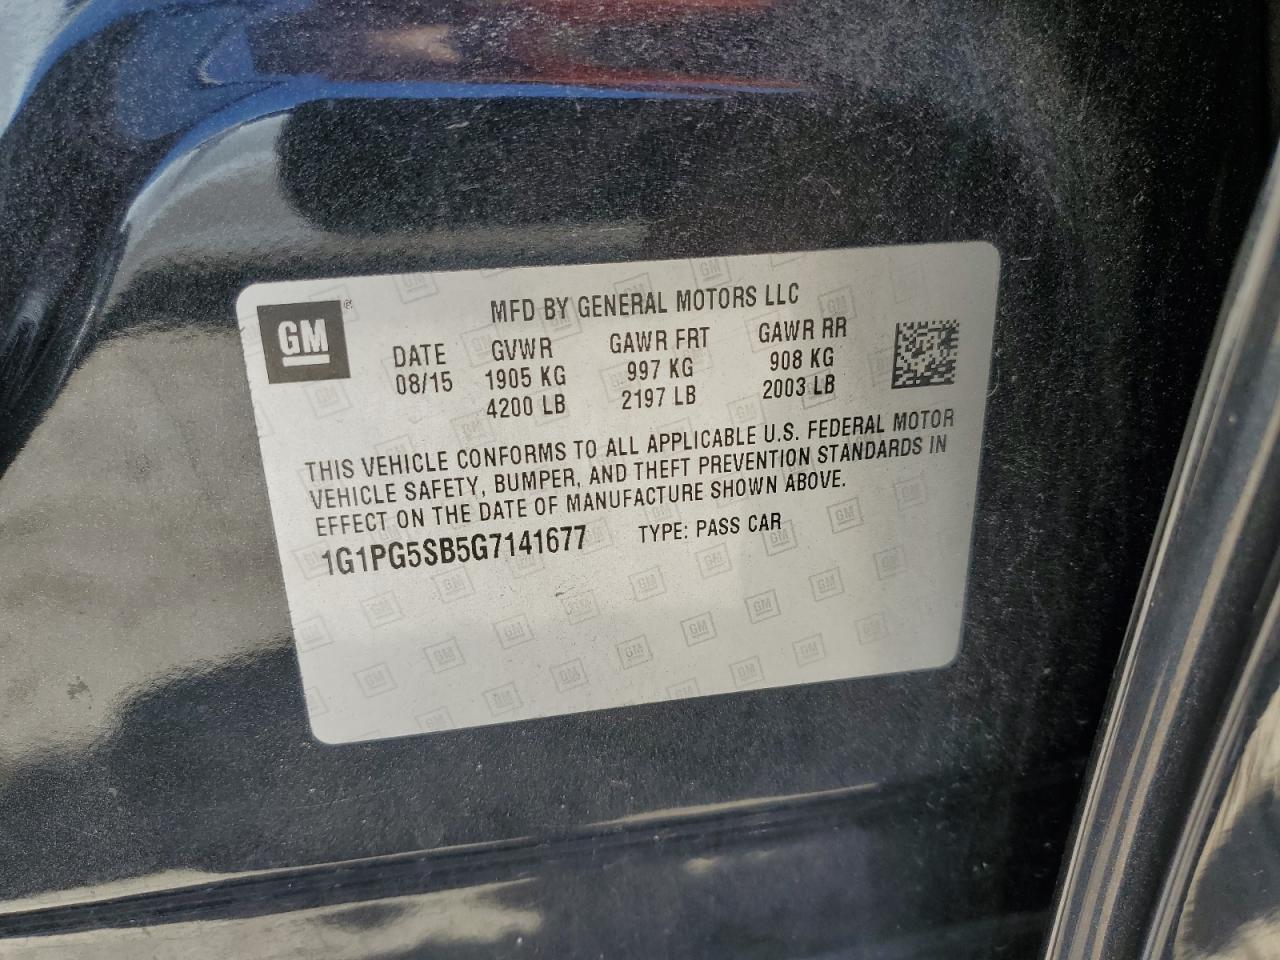 GM
MFD BY GENERAL MOTORS LLC
DATE GVWR GAWR FRT GAWR RR
08/15 1905 KG 997 KG 908 KG
4200 LB 2197 LB 2003 LB
THIS VEHICLE CONFORMS TO ALL APPLICABLE U.S. FEDERAL MOTOR
VEHICLE SAFETY, BUMPER, AND THEFT PREVENTION STANDARDS IN
EFFECT ON THE DATE OF MANUFACTURE SHOWN ABOVE.
1G1PG5SB5G7141677 TYPE: PASS CAR